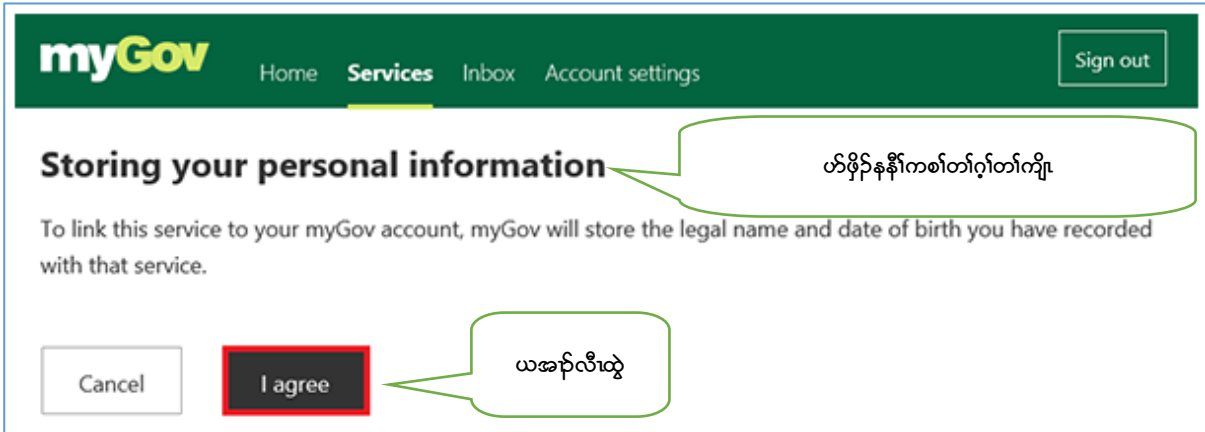 myGov
Home Services Inbox Account settings
Sign out
Storing your personal information
ဟ်ဖှိၣ်နနီၢ်ကစၢ်တၢ်ဂ့ၢ်တၢ်ကျိၤ
To link this service to your myGov account, myGov will store the legal name and date of birth you have recorded
with that service.
Cancel
I agree
ယအၢၣ်လီၤထွဲ